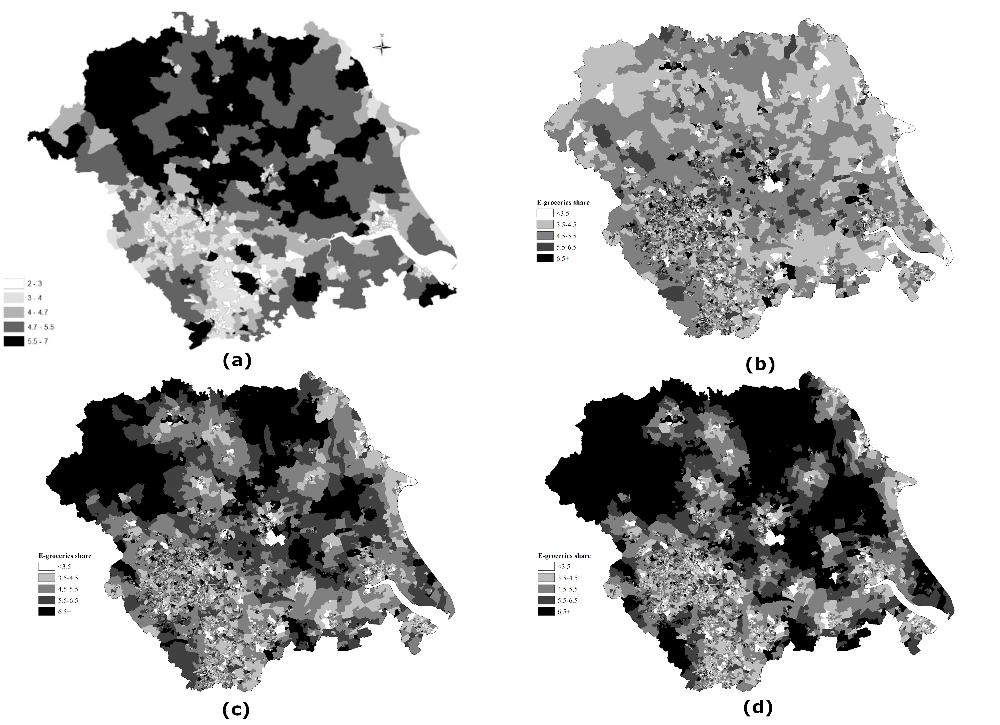 N
2 - 3
3 - 4
4 - 4.7
4.7 - 5.5
5.5 - 7
(a)
E-groceries share
<3.5
3.5-4.5
4.5-5.5
5.5-6.5
6.5+
(b)
E-groceries share
<3.5
3.5-4.5
4.5-5.5
5.5-6.5
6.5+
(c)
E-groceries share
<3.5
3.5-4.5
4.5-5.5
5.5-6.5
6.5+
(d)